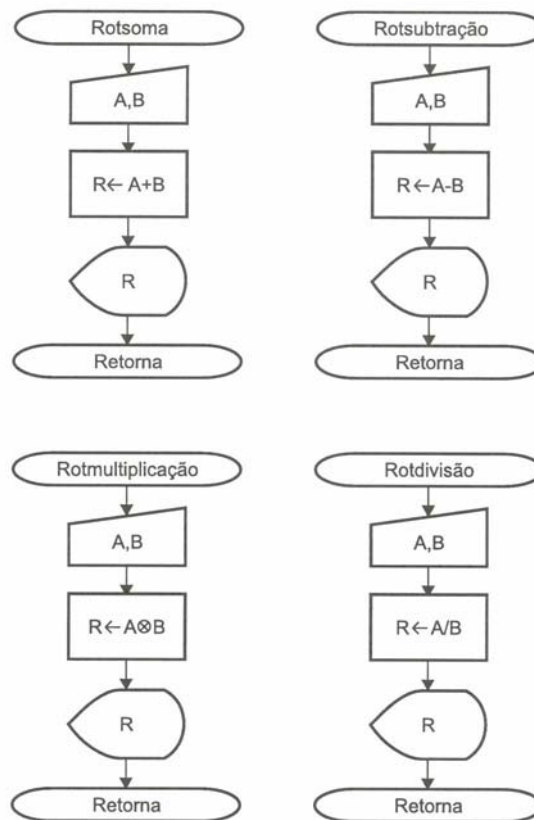 Rotsoma
A,B
R←A+B
R
Retorna
Rotsubtração
A,B
R←A-B
R
Retorna
Rotmultiplicação
A,B
R←A⊗B
R
Retorna
Rotdivisão
A,B
R←A/B
R
Retorna